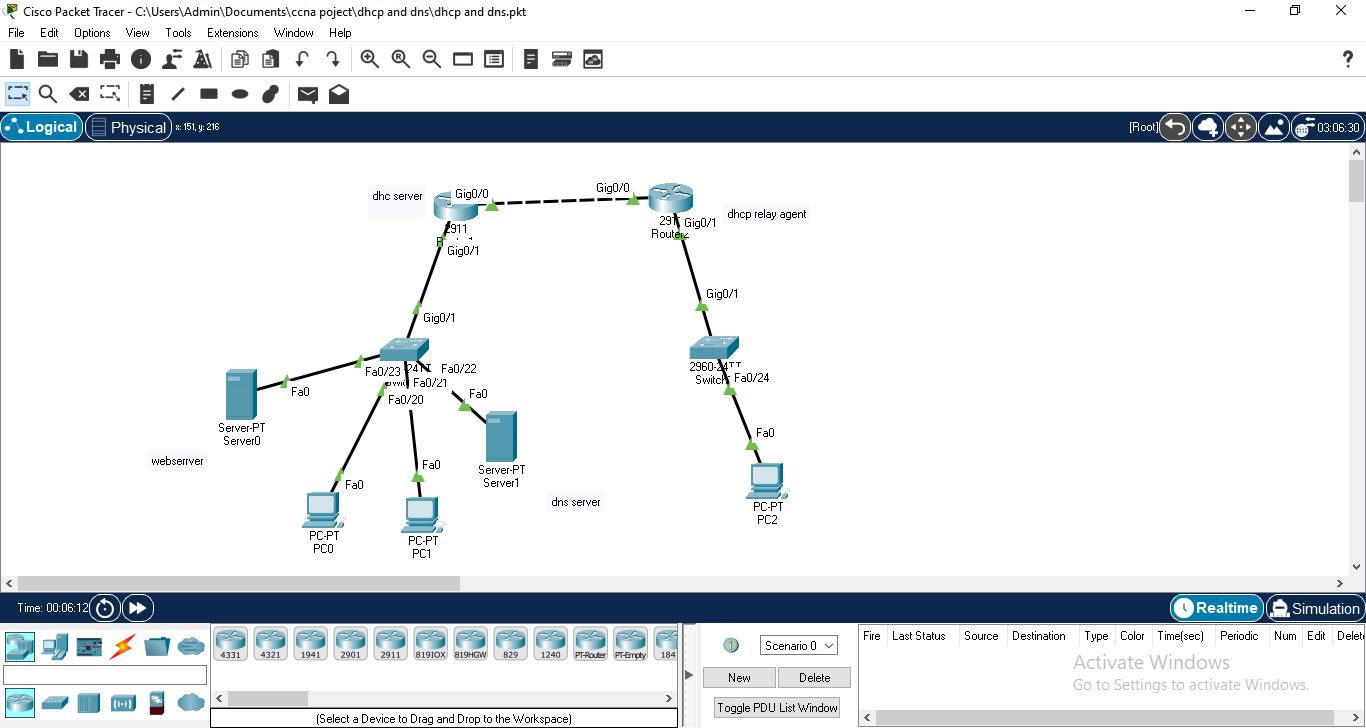 Cisco Packet Tracer - C:\Users\Admin\Documents\ccna poject\dhcp and dns\dhcp and dns.pkt
File Edit Options View Tools Extensions Window Help
Logical Physical x: 151, y: 216 [Root] 03:06:30
dhc server
Gig0/0
Gig0/0
dhcp relay agent
2911
Gig0/1
Gig0/1
Router2
Gig0/1
Gig0/1
2960-24TT
Switch
Fa0/24
Fa0/23
Fa0/22
Fa0/21
Fa0/20
Fa0
Fa0
Server-PT
Server0
webserrver
Fa0
Fa0
Fa0
Server-PT
Server1
dns server
PC-PT
PC0
PC-PT
PC1
PC-PT
PC2
Time: 00:06:12
Realtime Simulation
4331 4321 1941 2901 2911 819IOX 819HGW 829 1240 PT-Router PT-Empty 184
(Select a Device to Drag and Drop to the Workspace)
Scenario 0
New Delete
Toggle PDU List Window
Fire Last Status Source Destination Type Color Time(sec) Periodic Num Edit Delet
Activate Windows
Go to Settings to activate Windows.